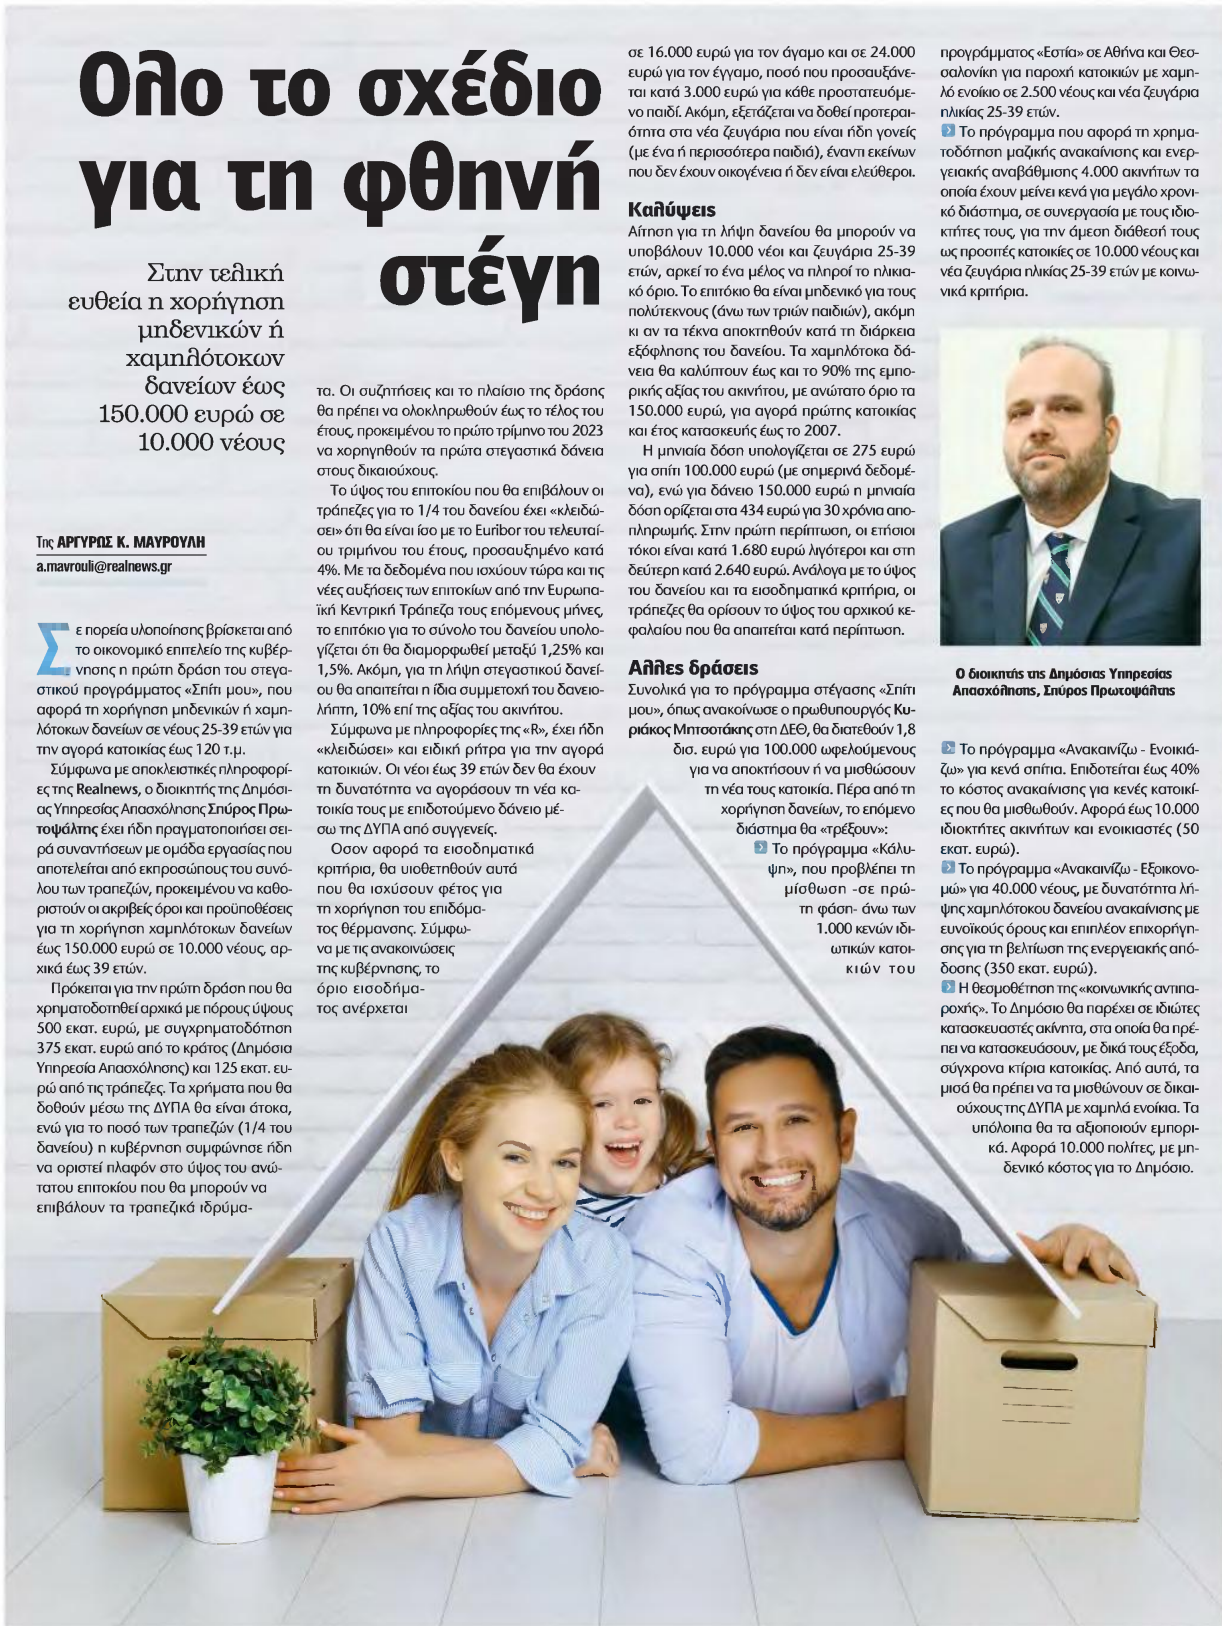 Ολο το σχέδιο
για τη φθηνή
στέγη
Στην τελική
ευθεία η χορήγηση
μηδενικών ή
χαμηλότοκων
δανείων έως
150.000 ευρώ σε
10.000 νέους
Της ΑΡΓΥΡΩΣ Κ. ΜΑΥΡΟΥΛΗ
a.mavrouli@realnews.gr
Σε πορεία υλοποίησης βρίσκεται από
το οικονομικό επιτελείο της κυβέρ-
νησης η πρώτη δράση του στεγα-
στικού προγράμματος «Σπίτι μου», που
αφορά τη χορήγηση μηδενικών ή χαμη-
λότοκων δανείων σε νέους 25-39 ετών για
την αγορά κατοικίας έως 120 τ.μ.
Σύμφωνα με αποκλειστικές πληροφορί-
ες της Realnews, ο διοικητής της Δημόσι-
ας Υπηρεσίας Απασχόλησης Σπύρος Πρω-
τοψάλτης έχει ήδη πραγματοποιήσει σει-
ρά συναντήσεων με ομάδα εργασίας που
αποτελείται από εκπροσώπους του συνό-
λου των τραπεζών, προκειμένου να καθο-
ριστούν οι ακριβείς όροι και προϋποθέσεις
για τη χορήγηση χαμηλότοκων δανείων
έως 150.000 ευρώ σε 10.000 νέους, αρ-
χικά έως 39 ετών.
Πρόκειται για την πρώτη δράση που θα
χρηματοδοτηθεί αρχικά με πόρους ύψους
500 εκατ. ευρώ, με συγχρηματοδότηση
375 εκατ. ευρώ από το κράτος (Δημόσια
Υπηρεσία Απασχόλησης) και 125 εκατ. ευ-
ρώ από τις τράπεζες. Τα χρήματα που θα
δοθούν μέσω της ΔΥΠΑ θα είναι άτοκα,
ενώ για το ποσό των τραπεζών (1/4 του
δανείου) η κυβέρνηση συμφώνησε ήδη
να οριστεί πλαφόν στο ύψος του ανώ-
τατου επιτοκίου που θα μπορούν να
επιβάλουν τα τραπεζικά ιδρύμα-
τα. Οι συζητήσεις και το πλαίσιο της δράσης
θα πρέπει να ολοκληρωθούν έως το τέλος του
έτους, προκειμένου το πρώτο τρίμηνο του 2023
να χορηγηθούν τα πρώτα στεγαστικά δάνεια
στους δικαιούχους.
Το ύψος του επιτοκίου που θα επιβάλουν οι
τράπεζες για το 1/4 του δανείου έχει «κλειδώ-
σει» ότι θα είναι ίσο με το Euribor του τελευταί-
ου τριμήνου του έτους, προσαυξημένο κατά
4%. Με τα δεδομένα που ισχύουν τώρα και τις
νέες αυξήσεις των επιτοκίων από την Ευρωπα-
ϊκή Κεντρική Τράπεζα τους επόμενους μήνες,
το επιτόκιο για το σύνολο του δανείου υπολο-
γίζεται ότι θα διαμορφωθεί μεταξύ 1,25% και
1,5%. Ακόμη, για τη λήψη στεγαστικού δανεί-
ου θα απαιτείται η ίδια συμμετοχή του δανειο-
λήπτη, 10% επί της αξίας του ακινήτου.
Σύμφωνα με πληροφορίες της «R», έχει ήδη
«κλειδώσει» και ειδική ρήτρα για την αγορά
κατοικιών. Οι νέοι έως 39 ετών δεν θα έχουν
τη δυνατότητα να αγοράσουν τη νέα κα-
τοικία τους με επιδοτούμενο δάνειο μέ-
σω της ΔΥΠΑ από συγγενείς.
Οσον αφορά τα εισοδηματικά
κριτήρια, θα υιοθετηθούν αυτά
που θα ισχύσουν φέτος για
τη χορήγηση του επιδόμα-
τος θέρμανσης. Σύμφω-
να με τις ανακοινώσεις
της κυβέρνησης, το
όριο εισοδήμα-
τος ανέρχεται
σε 16.000 ευρώ για τον άγαμο και σε 24.000
ευρώ για τον έγγαμο, ποσό που προσαυξάνε-
ται κατά 3.000 ευρώ για κάθε προστατευόμε-
νο παιδί. Ακόμη, εξετάζεται να δοθεί προτεραι-
ότητα στα νέα ζευγάρια που είναι ήδη γονείς
(με ένα ή περισσότερα παιδιά), έναντι εκείνων
που δεν έχουν οικογένεια ή δεν είναι ελεύθεροι.
Καλύψεις
Αίτηση για τη λήψη δανείου θα μπορούν να
υποβάλουν 10.000 νέοι και ζευγάρια 25-39
ετών, αρκεί το ένα μέλος να πληροί το ηλικια-
κό όριο. Το επιτόκιο θα είναι μηδενικό για τους
πολύτεκνους (άνω των τριών παιδιών), ακόμη
κι αν τα τέκνα αποκτηθούν κατά τη διάρκεια
εξόφλησης του δανείου. Τα χαμηλότοκα δά-
νεια θα καλύπτουν έως και το 90% της εμπο-
ρικής αξίας του ακινήτου, με ανώτατο όριο τα
150.000 ευρώ, για αγορά πρώτης κατοικίας
και έτος κατασκευής έως το 2007.
Η μηνιαία δόση υπολογίζεται σε 275 ευρώ
για σπίτι 100.000 ευρώ (με σημερινά δεδομέ-
να), ενώ για δάνειο 150.000 ευρώ η μηνιαία
δόση ορίζεται στα 434 ευρώ για 30 χρόνια απο-
πληρωμής. Στην πρώτη περίπτωση, οι ετήσιοι
τόκοι είναι κατά 1.680 ευρώ λιγότεροι και στη
δεύτερη κατά 2.640 ευρώ. Ανάλογα με το ύψος
του δανείου και τα εισοδηματικά κριτήρια, οι
τράπεζες θα ορίσουν το ύψος του αρχικού κε-
φαλαίου που θα απαιτείται κατά περίπτωση.
Αλλες δράσεις
Συνολικά για το πρόγραμμα στέγασης «Σπίτι
μου», όπως ανακοίνωσε ο πρωθυπουργός Κυ-
ριάκος Μητσοτάκης στη ΔΕΘ, θα διατεθούν 1,8
δισ. ευρώ για 100.000 ωφελούμενους
για να αποκτήσουν ή να μισθώσουν
τη νέα τους κατοικία. Πέρα από τη
χορήγηση δανείων, το επόμενο
διάστημα θα «τρέξουν»:
Το πρόγραμμα «Κάλυ-
ψη», που προβλέπει τη
μίσθωση -σε πρώ-
τη φάση- άνω των
1.000 κενών ιδι-
ωτικών κατοι-
κιών του
προγράμματος «Εστία» σε Αθήνα και Θεσ-
σαλονίκη για παροχή κατοικιών με χαμη-
λό ενοίκιο σε 2.500 νέους και νέα ζευγάρια
ηλικίας 25-39 ετών.
Το πρόγραμμα που αφορά τη χρημα-
τοδότηση μαζικής ανακαίνισης και ενερ-
γειακής αναβάθμισης 4.000 ακινήτων τα
οποία έχουν μείνει κενά για μεγάλο χρονι-
κό διάστημα, σε συνεργασία με τους ιδιο-
κτήτες τους, για την άμεση διάθεσή τους
ως προσιτές κατοικίες σε 10.000 νέους και
νέα ζευγάρια ηλικίας 25-39 ετών με κοινω-
νικά κριτήρια.
Ο διοικητής της Δημόσιας Υπηρεσίας
Απασχόλησης, Σπύρος Πρωτοψάλτης
Το πρόγραμμα «Ανακαινίζω - Ενοικιά-
ζω» για κενά σπίτια. Επιδοτείται έως 40%
το κόστος ανακαίνισης για κενές κατοικί-
ες που θα μισθωθούν. Αφορά έως 10.000
ιδιοκτήτες ακινήτων και ενοικιαστές (50
εκατ. ευρώ).
Το πρόγραμμα «Ανακαινίζω - Εξοικονο-
μώ» για 40.000 νέους, με δυνατότητα λή-
ψης χαμηλότοκου δανείου ανακαίνισης με
ευνοϊκούς όρους και επιπλέον επιχορήγη-
σης για τη βελτίωση της ενεργειακής από-
δοσης (350 εκατ. ευρώ).
Η θεσμοθέτηση της «κοινωνικής αντιπα-
ροχής». Το Δημόσιο θα παρέχει σε ιδιώτες
κατασκευαστές ακίνητα, στα οποία θα πρέ-
πει να κατασκευάσουν, με δικά τους έξοδα,
σύγχρονα κτίρια κατοικίας. Από αυτά, τα
μισά θα πρέπει να τα μισθώνουν σε δικαι-
ούχους της ΔΥΠΑ με χαμηλά ενοίκια. Τα
υπόλοιπα θα τα αξιοποιούν εμπορι-
κά. Αφορά 10.000 πολίτες, με μη-
δενικό κόστος για το Δημόσιο.